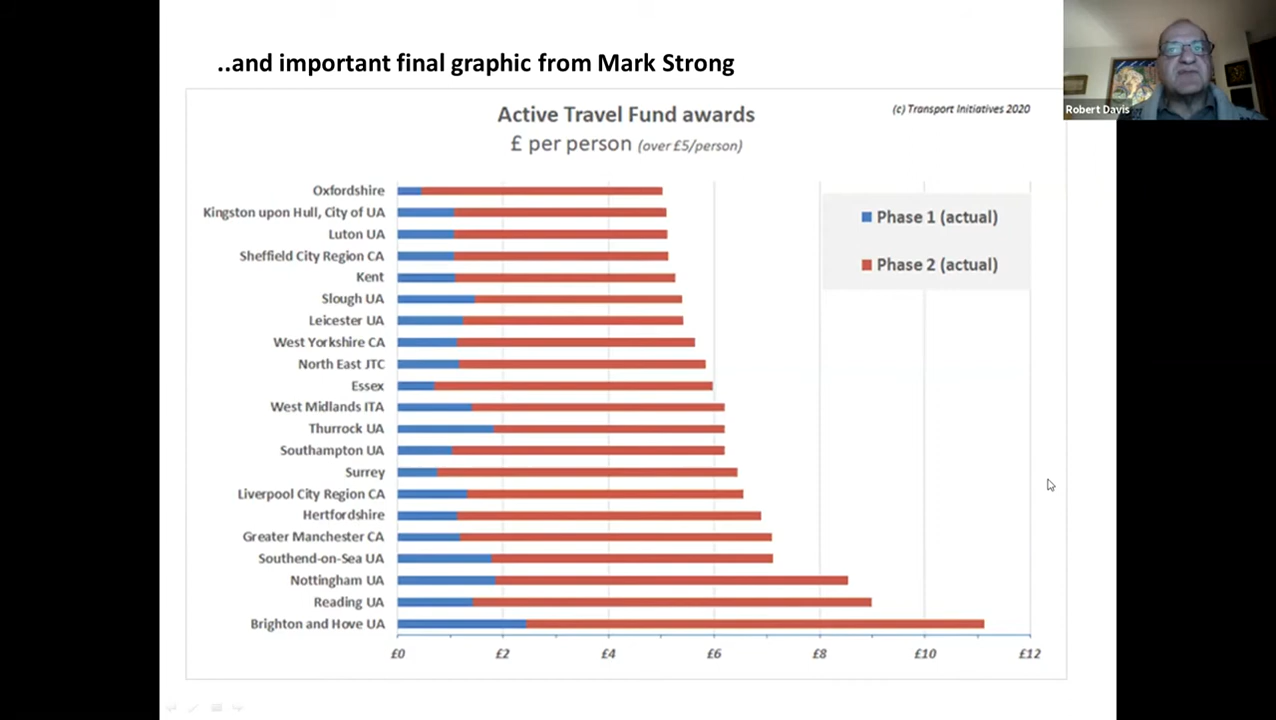 ..and important final graphic from Mark Strong
Robert Davis
Active Travel Fund awards
(c) Transport Initiatives 2020
£ per person (over £5/person)
Oxfordshire
Kingston upon Hull, City of UA
Luton UA
Sheffield City Region CA
Kent
Slough UA
Leicester UA
West Yorkshire CA
North East JTC
Essex
West Midlands ITA
Thurrock UA
Southampton UA
Surrey
Liverpool City Region CA
Hertfordshire
Greater Manchester CA
Southend-on-Sea UA
Nottingham UA
Reading UA
Brighton and Hove UA
Phase 1 (actual)
Phase 2 (actual)
£0 £2 £4 £6 £8 £10 £12